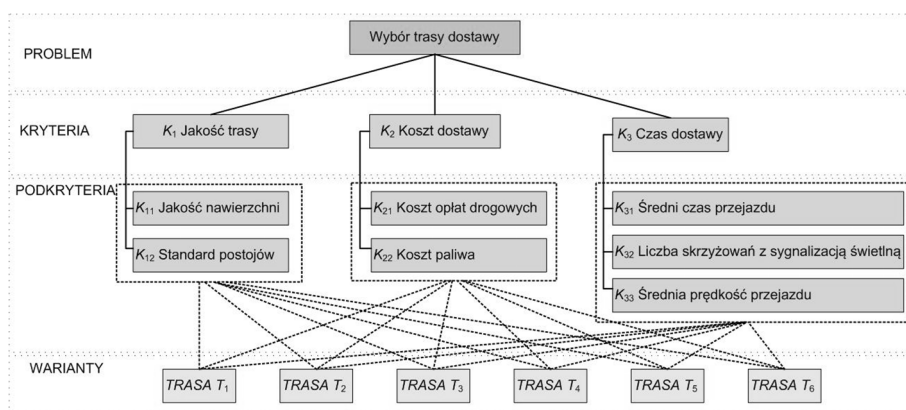 PROBLEM
Wybór trasy dostawy
KRYTERIA
K₁ Jakość trasy
K₂ Koszt dostawy
K₃ Czas dostawy
PODKRYTERIA
K₁₁ Jakość nawierzchni
K₂₁ Koszt opłat drogowych
K₃₁ Średni czas przejazdu
K₁₂ Standard postojów
K₂₂ Koszt paliwa
K₃₂ Liczba skrzyżowań z sygnalizacją świetlną
K₃₃ Średnia prędkość przejazdu
WARIANTY
TRASA T₁
TRASA T₂
TRASA T₃
TRASA T₄
TRASA T₅
TRASA T₆